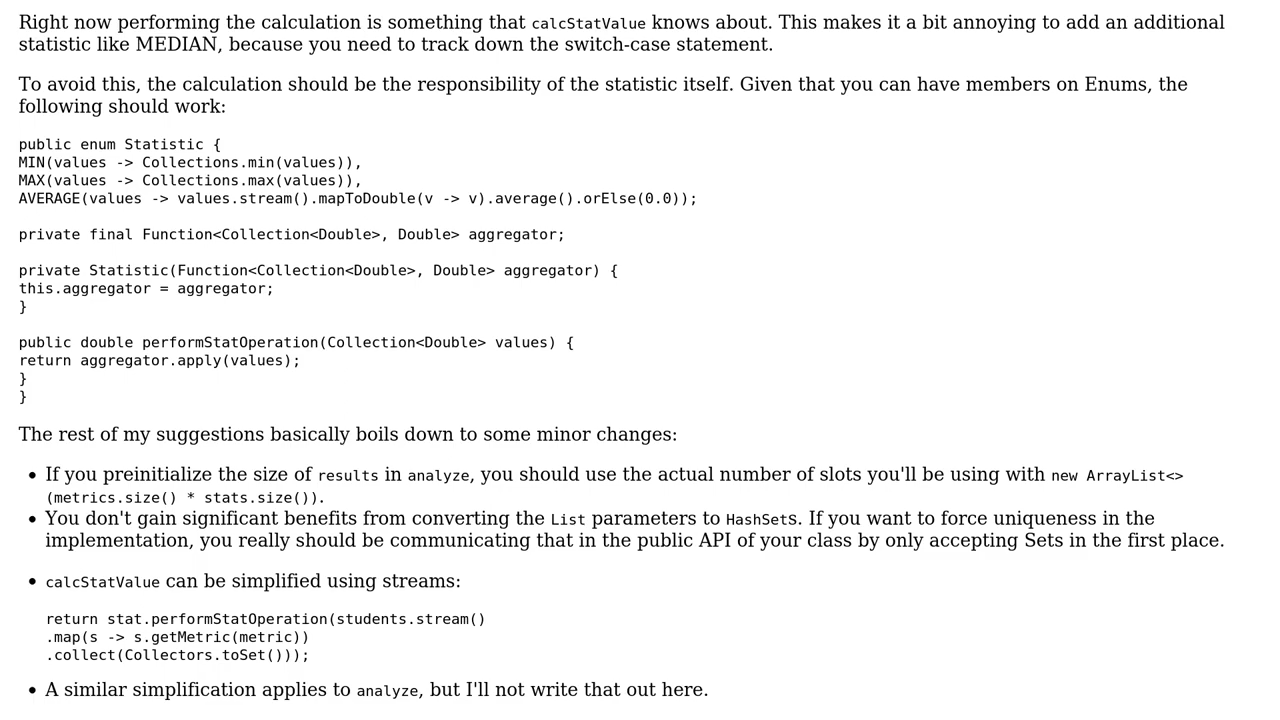 Right now performing the calculation is something that calcStatValue knows about. This makes it a bit annoying to add an additional
statistic like MEDIAN, because you need to track down the switch-case statement.
To avoid this, the calculation should be the responsibility of the statistic itself. Given that you can have members on Enums, the
following should work:
public enum Statistic {
MIN(values -> Collections.min(values)),
MAX(values -> Collections.max(values)),
AVERAGE(values -> values.stream().mapToDouble(v -> v).average().orElse(0.0));
private final Function<Collection<Double>, Double> aggregator;
private Statistic(Function<Collection<Double>, Double> aggregator) {
this.aggregator = aggregator;
}
public double performStatOperation(Collection<Double> values) {
return aggregator.apply(values);
}
}
The rest of my suggestions basically boils down to some minor changes:
• If you preinitialize the size of results in analyze, you should use the actual number of slots you'll be using with new ArrayList<>
(metrics.size() * stats.size()).
• You don't gain significant benefits from converting the List parameters to HashSets. If you want to force uniqueness in the
implementation, you really should be communicating that in the public API of your class by only accepting Sets in the first place.
• calcStatValue can be simplified using streams:
return stat.performStatOperation(students.stream()
.map(s -> s.getMetric(metric))
.collect(Collectors.toSet()));
• A similar simplification applies to analyze, but I'll not write that out here.